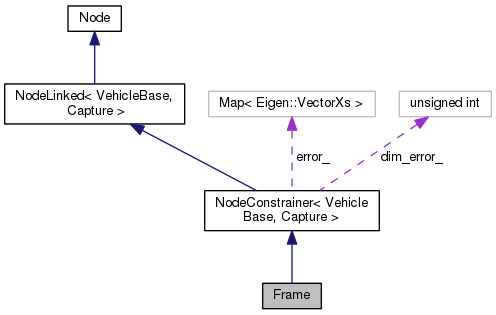 Node
NodeLinked< VehicleBase,
Capture >
Map< Eigen::VectorXs >
unsigned int
error_
dim_error_
NodeConstrainer< Vehicle
Base, Capture >
Frame